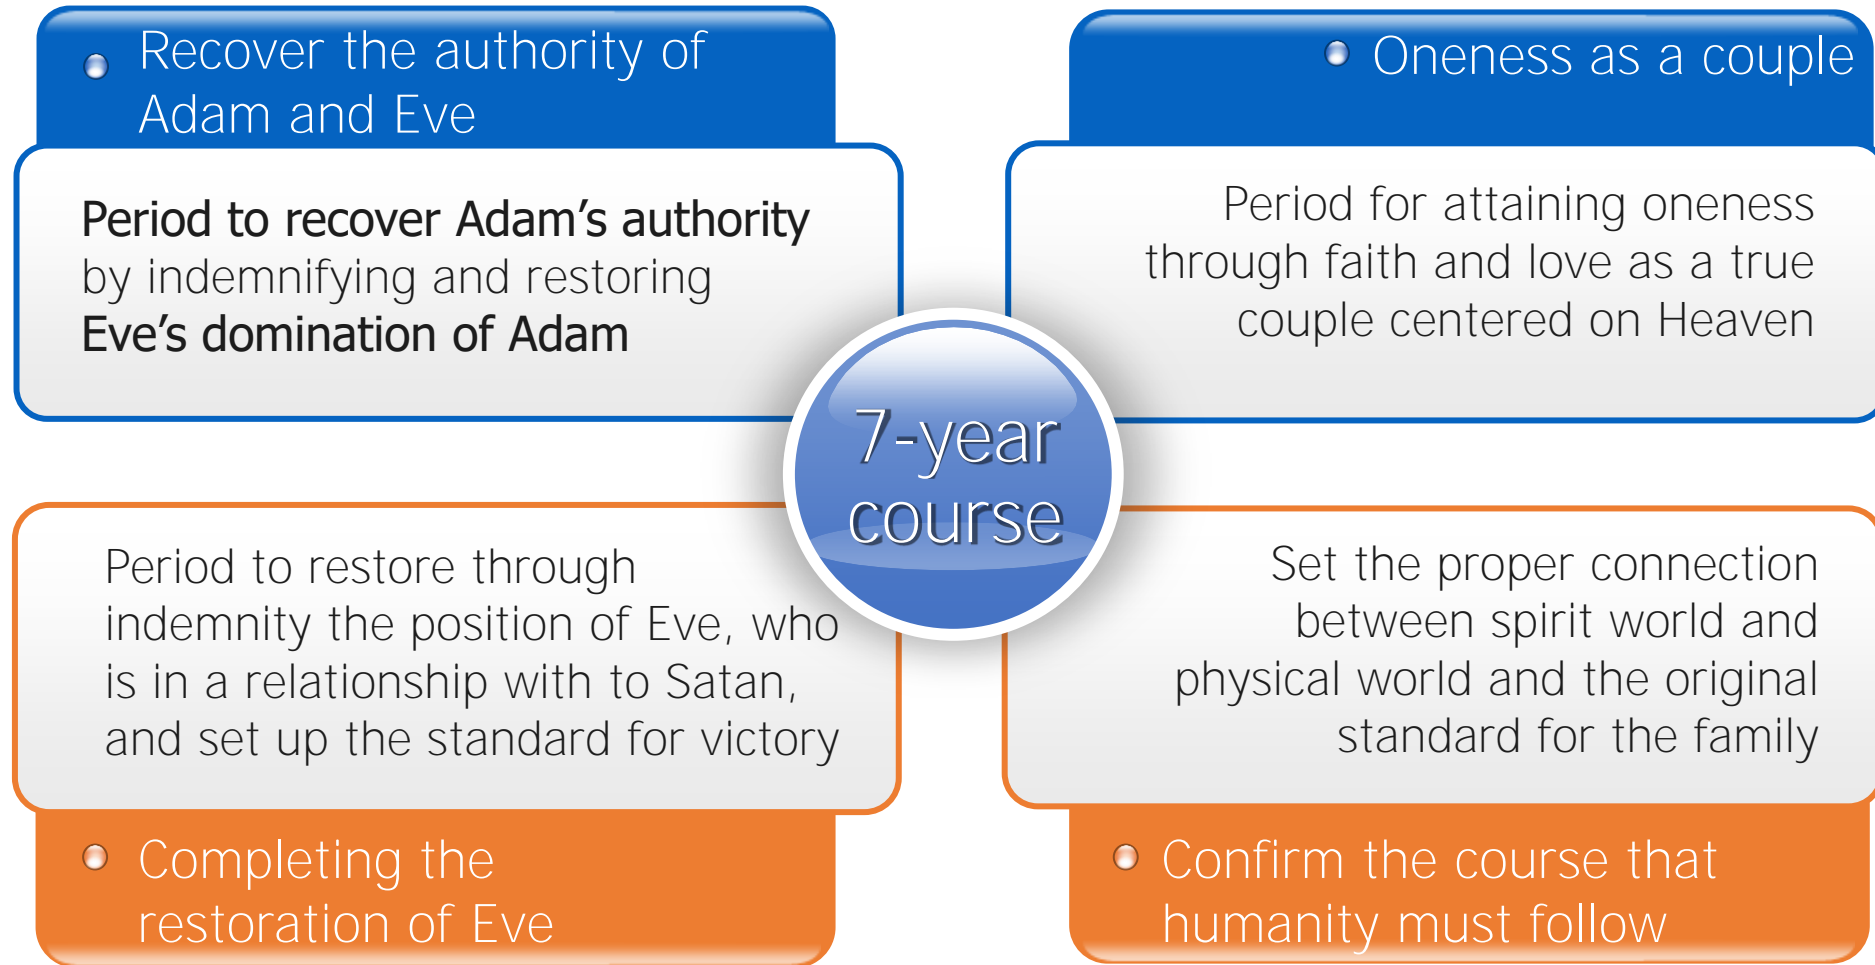 Recover the authority of
Adam and Eve
Period to recover Adam’s authority
by indemnifying and restoring
Eve’s domination of Adam
Oneness as a couple
Period for attaining oneness
through faith and love as a true
couple centered on Heaven
7-year
course
Period to restore through
indemnity the position of Eve, who
is in a relationship with to Satan,
and set up the standard for victory
Completing the
restoration of Eve
Set the proper connection
between spirit world and
physical world and the original
standard for the family
Confirm the course that
humanity must follow